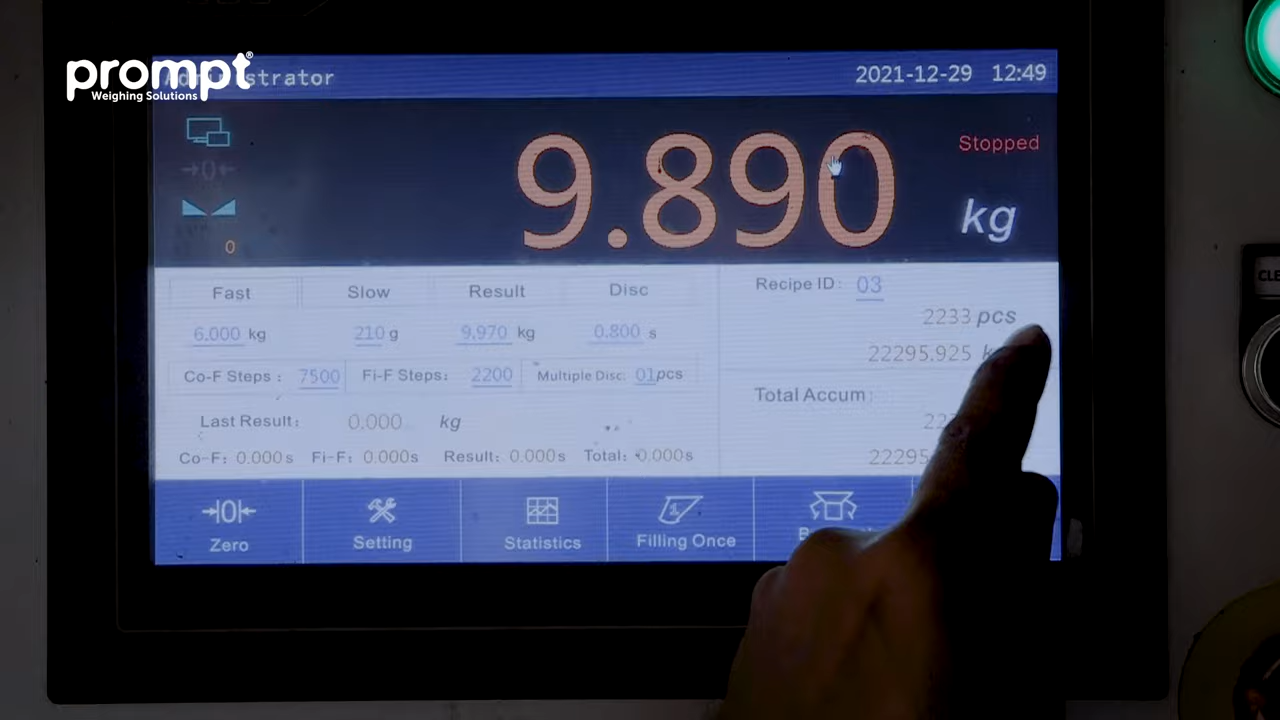 prompt®
Weighing Solutions
strator
2021-12-29 12:49
9.890
Stopped
kg
0
Fast Slow Result Disc
6.000 kg 210 g 9.970 kg 0.800 s
Co-F Steps : 7500 Fi-F Steps: 2200 Multiple Disc: 01pcs
Last Result: 0.000 kg
Co-F: 0.000s Fi-F: 0.000s Result: 0.000s Total: 0.000s
Recipe ID: 03
2233 pcs
22295.925
Total Accum:
22295
Zero
Setting
Statistics
Filling Once
CLE